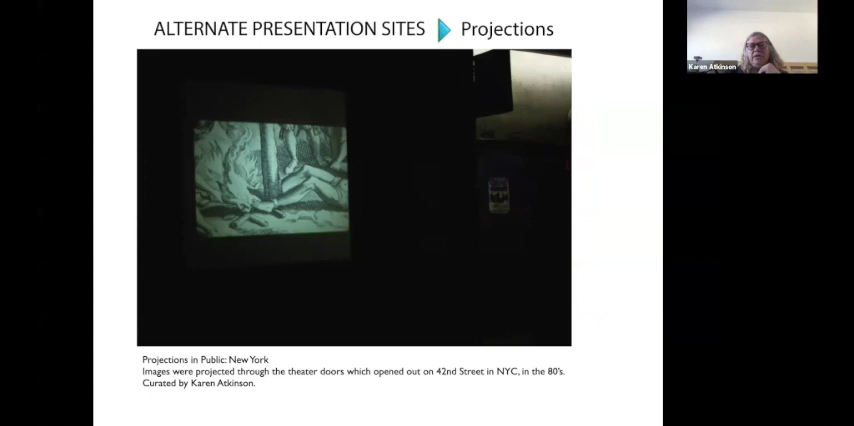 ALTERNATE PRESENTATION SITES Projections
Karen Atkinson
Projections in Public: New York
Images were projected through the theater doors which opened out on 42nd Street in NYC, in the 80's.
Curated by Karen Atkinson.